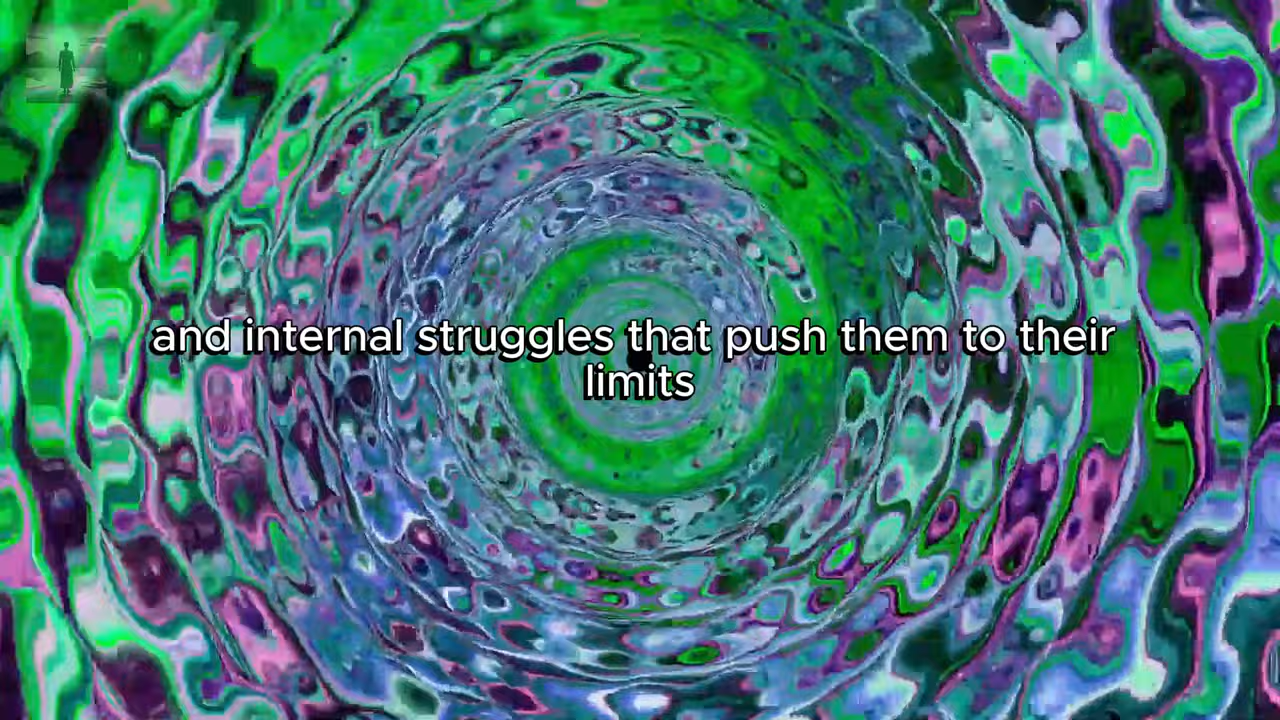 and internal struggles that push them to their
limits